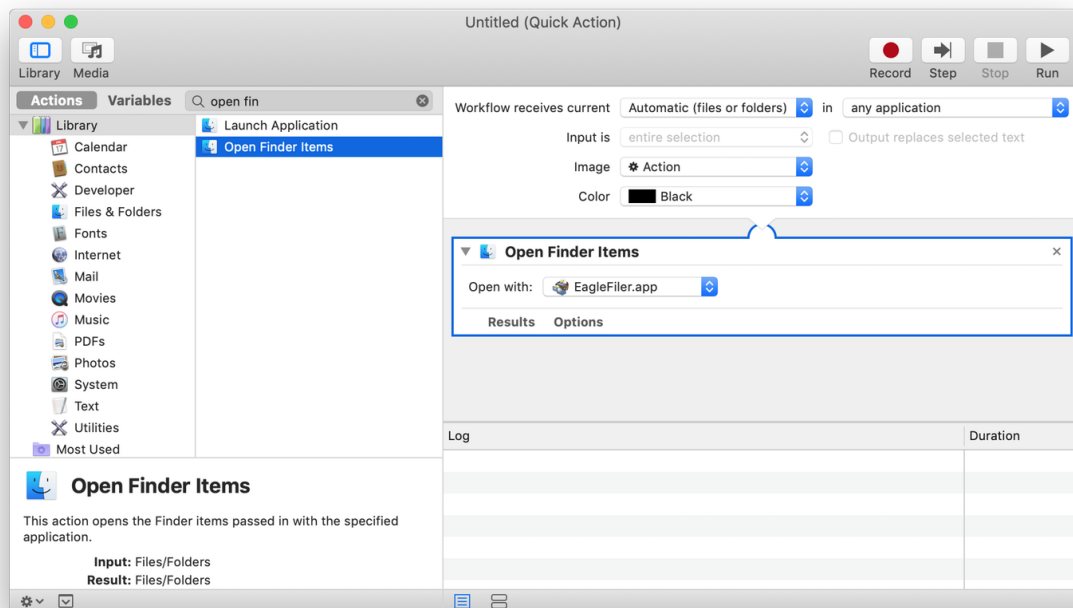 Untitled (Quick Action)
Library Media
Record Step Stop Run
Actions Variables open fin
Library
Calendar
Contacts
Developer
Files & Folders
Fonts
Internet
Mail
Movies
Music
PDFs
Photos
System
Text
Utilities
Most Used
Launch Application
Open Finder Items
Workflow receives current Automatic (files or folders) in any application
Input is entire selection Output replaces selected text
Image Action
Color Black
Open Finder Items
Open with: EagleFiler.app
Results Options
Log Duration
Open Finder Items
This action opens the Finder items passed in with the specified
application.
Input: Files/Folders
Result: Files/Folders